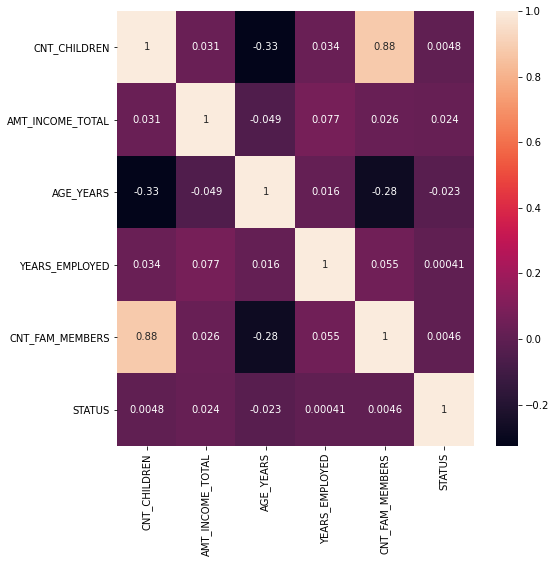 CNT_CHILDREN 1 0.031 -0.33 0.034 0.88 0.0048
AMT_INCOME_TOTAL 0.031 1 -0.049 0.077 0.026 0.024
AGE_YEARS -0.33 -0.049 1 0.016 -0.28 -0.023
YEARS_EMPLOYED 0.034 0.077 0.016 1 0.055 0.00041
CNT_FAM_MEMBERS 0.88 0.026 -0.28 0.055 1 0.0046
STATUS 0.0048 0.024 -0.023 0.00041 0.0046 1
CNT_CHILDREN
AMT_INCOME_TOTAL
AGE_YEARS
YEARS_EMPLOYED
CNT_FAM_MEMBERS
STATUS
1.0
0.8
0.6
0.4
0.2
0.0
-0.2